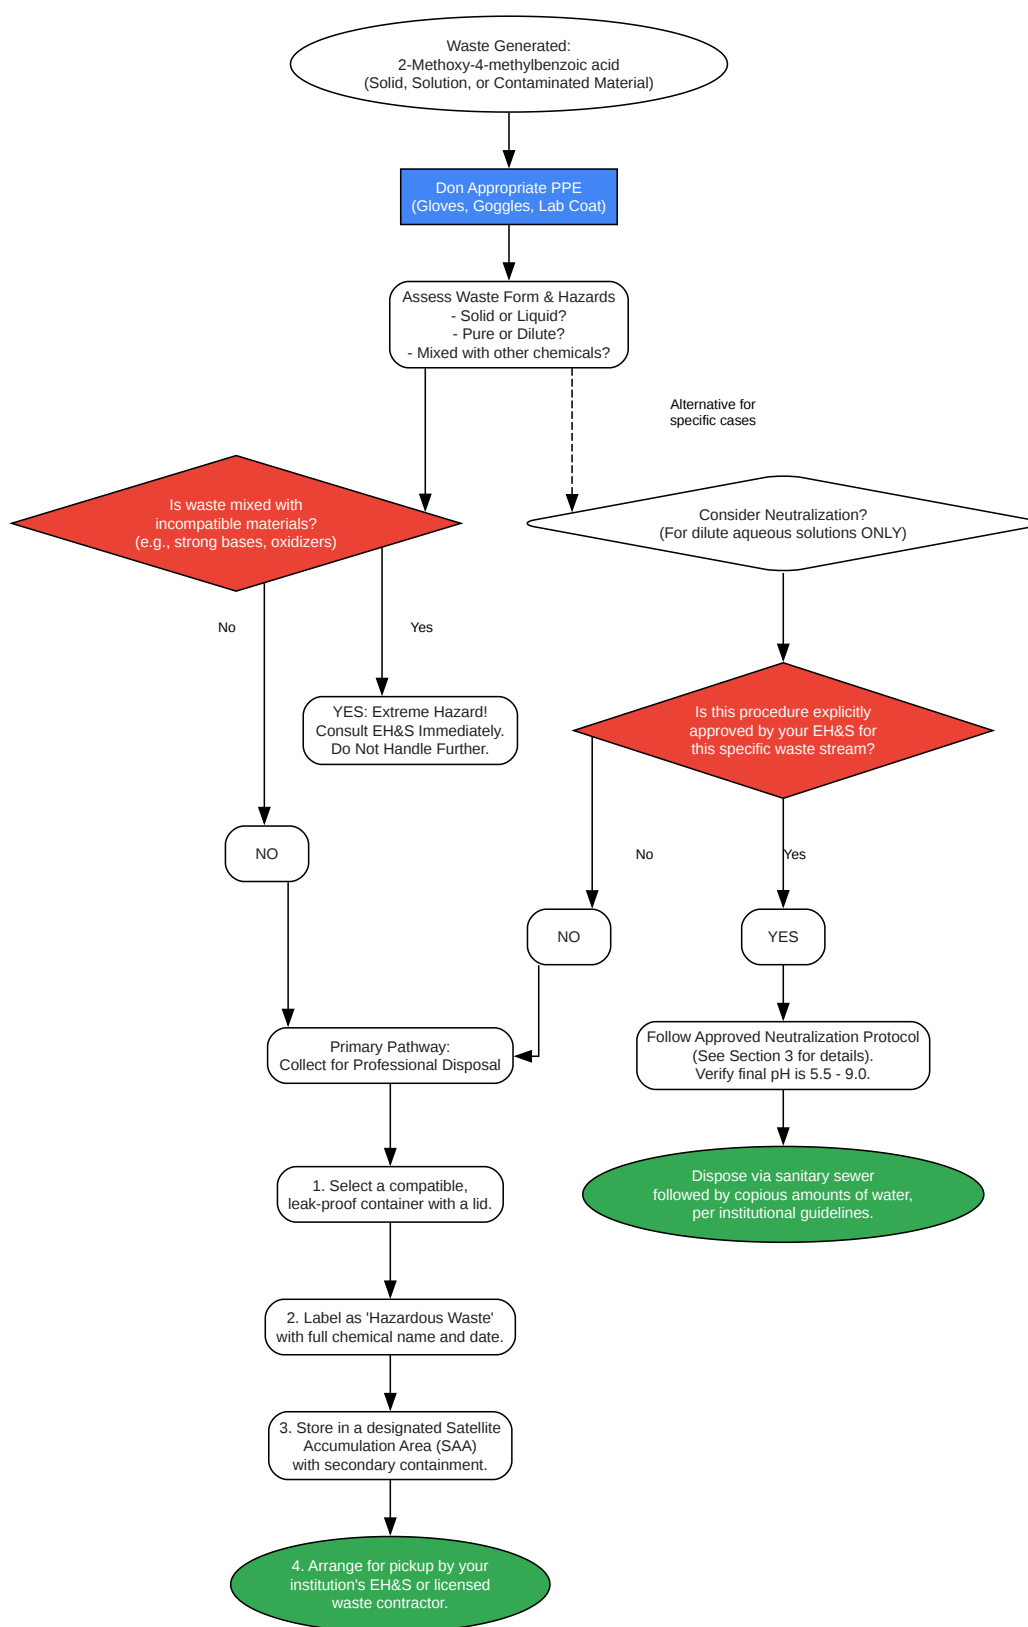 Waste Generated:
2-Methoxy-4-methylbenzoic acid
(Solid, Solution, or Contaminated Material)
Don Appropriate PPE
(Gloves, Goggles, Lab Coat)
Assess Waste Form & Hazards
- Solid or Liquid?
- Pure or Dilute?
- Mixed with other chemicals?
Alternative for
specific cases
Is waste mixed with
incompatible materials?
(e.g., strong bases, oxidizers)
Consider Neutralization?
(For dilute aqueous solutions ONLY)
No
Yes
YES: Extreme Hazard!
Consult EH&S Immediately.
Do Not Handle Further.
Is this procedure explicitly
approved by your EH&S for
this specific waste stream?
NO
No
Yes
NO
YES
Primary Pathway:
Collect for Professional Disposal
Follow Approved Neutralization Protocol
(See Section 3 for details).
Verify final pH is 5.5 - 9.0.
1. Select a compatible,
leak-proof container with a lid.
Dispose via sanitary sewer
followed by copious amounts of water,
per institutional guidelines.
2. Label as 'Hazardous Waste'
with full chemical name and date.
3. Store in a designated Satellite
Accumulation Area (SAA)
with secondary containment.
4. Arrange for pickup by your
institution's EH&S or licensed
waste contractor.